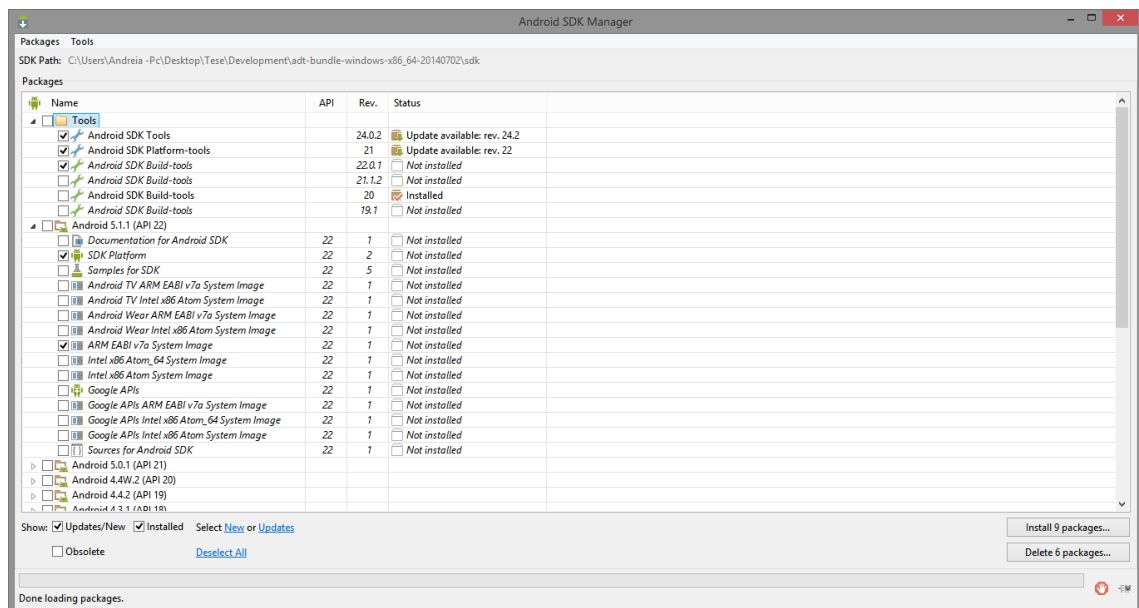 Android SDK Manager
Packages Tools
SDK Path: C:\Users\Andreia -Pc\Desktop\Tese\Development\adt-bundle-windows-x86_64-20140702\sdk
Packages
Name API Rev. Status
Tools
Android SDK Tools 24.0.2 Update available: rev. 24.2
Android SDK Platform-tools 21 Update available: rev. 22
Android SDK Build-tools 22.0.1 Not installed
Android SDK Build-tools 21.1.2 Not installed
Android SDK Build-tools 20 Installed
Android SDK Build-tools 19.1 Not installed
Android 5.1.1 (API 22)
Documentation for Android SDK 22 1 Not installed
SDK Platform 22 2 Not installed
Samples for SDK 22 5 Not installed
Android TV ARM EABI v7a System Image 22 1 Not installed
Android TV Intel x86 Atom System Image 22 1 Not installed
Android Wear ARM EABI v7a System Image 22 1 Not installed
Android Wear Intel x86 Atom System Image 22 1 Not installed
ARM EABI v7a System Image 22 1 Not installed
Intel x86 Atom_64 System Image 22 1 Not installed
Intel x86 Atom System Image 22 1 Not installed
Google APIs 22 1 Not installed
Google APIs ARM EABI v7a System Image 22 1 Not installed
Google APIs Intel x86 Atom_64 System Image 22 1 Not installed
Google APIs Intel x86 Atom System Image 22 1 Not installed
Sources for Android SDK 22 1 Not installed
Android 5.0.1 (API 21)
Android 4.4W.2 (API 20)
Android 4.4.2 (API 19)
Android 4.3.1 (API 18)
Show: Updates/New Installed Select New or Updates Install 9 packages...
Obsolete Deselect All Delete 6 packages...
Done loading packages.